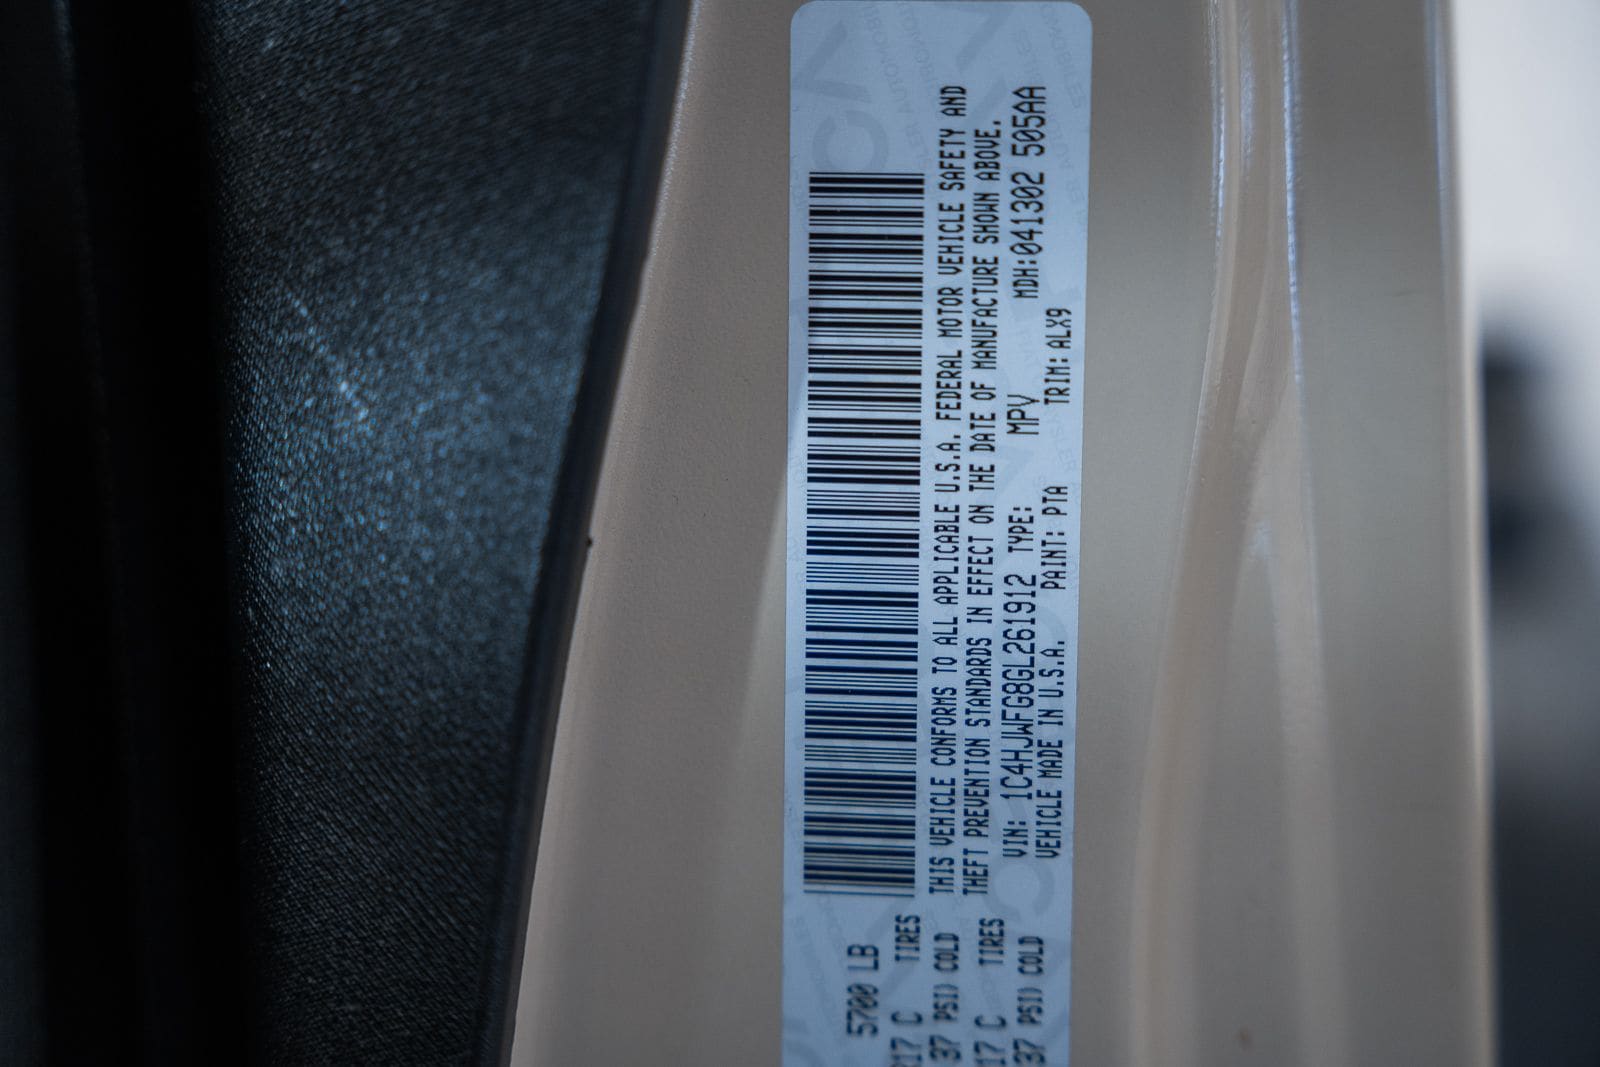 5700 LB
R17 C TIRES
37 PSI) COLD
17 C TIRES
37 PSI) COLD
THIS VEHICLE CONFORMS TO ALL APPLICABLE U.S.A. FEDERAL MOTOR VEHICLE SAFETY AND
THEFT PREVENTION STANDARDS IN EFFECT ON THE DATE OF MANUFACTURE SHOWN ABOVE.
VIN: 1C4HJWFG8GL261912 TYPE: MPV MDH:041302 505AA
VEHICLE MADE IN U.S.A. PAINT: PTA TRIM: ALX9